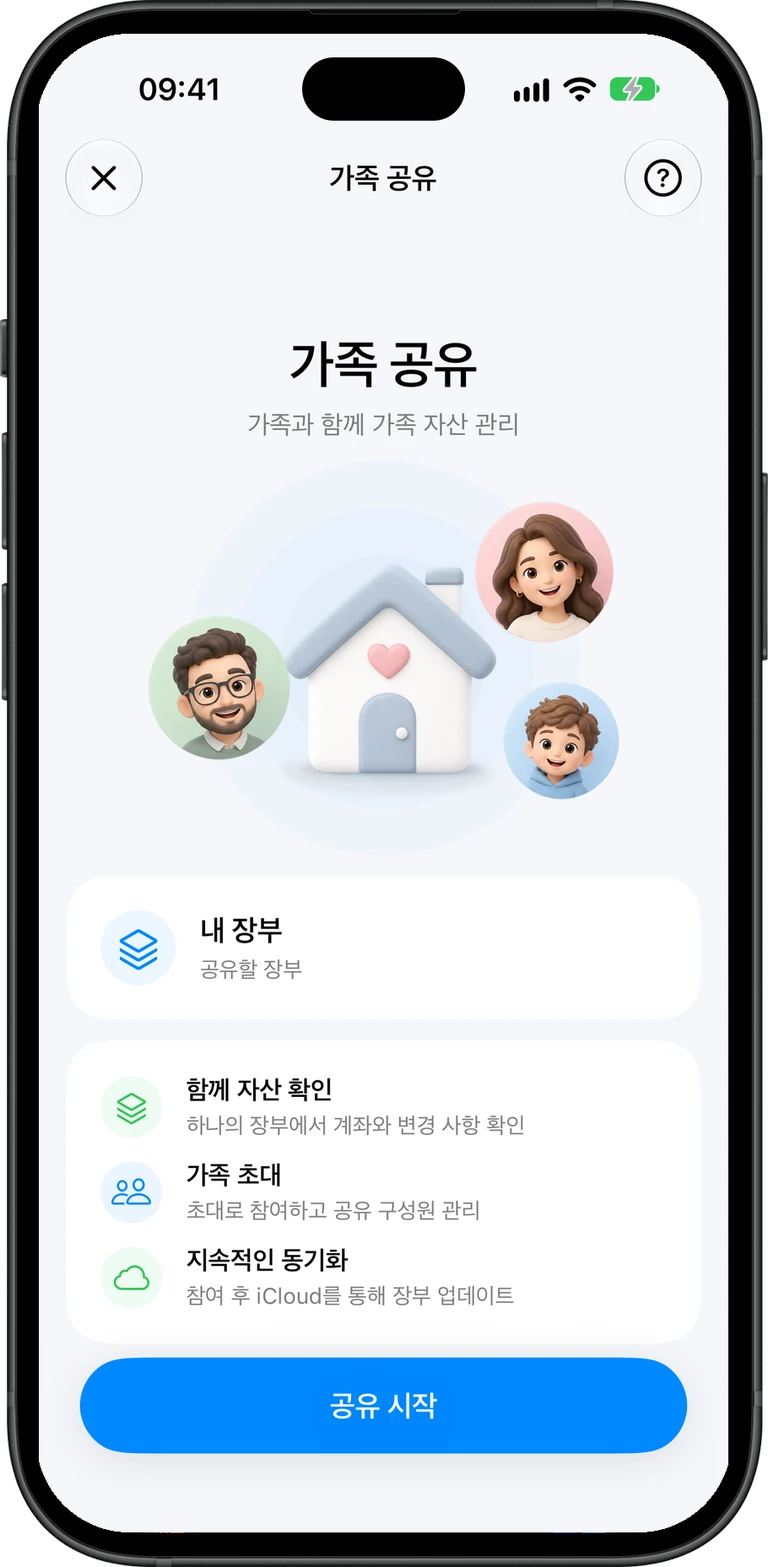 09:41
가족 공유
가족 공유
가족과 함께 가족 자산 관리
내 장부
공유할 장부
함께 자산 확인
하나의 장부에서 계좌와 변경 사항 확인
가족 초대
초대로 참여하고 공유 구성원 관리
지속적인 동기화
참여 후 iCloud를 통해 장부 업데이트
공유 시작